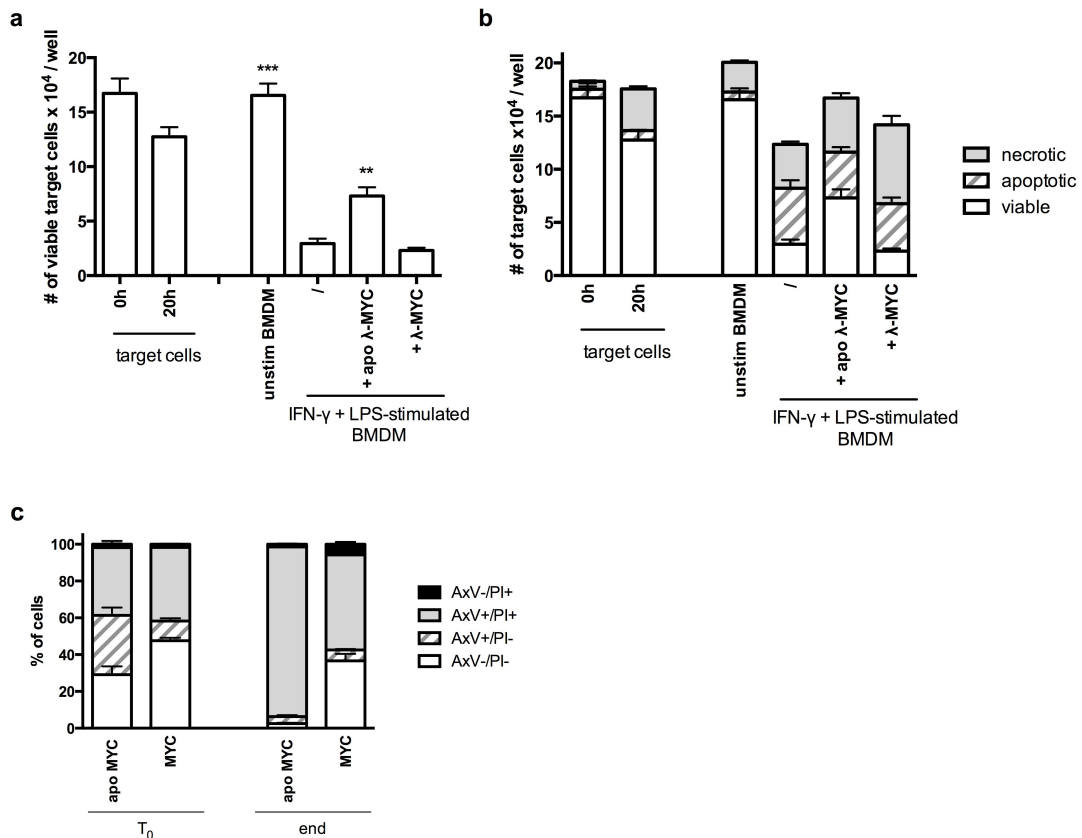 a
# of viable target cells x 10⁴ / well
20
15
10
5
0
***
**
0h
20h
unstim BMDM
/
+ apo λ-MYC
+ λ-MYC
target cells
IFN-γ + LPS-stimulated
BMDM
b
# of target cells x10⁴ / well
20
15
10
5
0
0h
20h
unstim BMDM
/
+ apo λ-MYC
+ λ-MYC
target cells
IFN-γ + LPS-stimulated
BMDM
necrotic
apoptotic
viable
c
% of cells
100
80
60
40
20
0
apo MYC
MYC
apo MYC
MYC
T₀
end
AxV-/PI+
AxV+/PI+
AxV+/PI-
AxV-/PI-